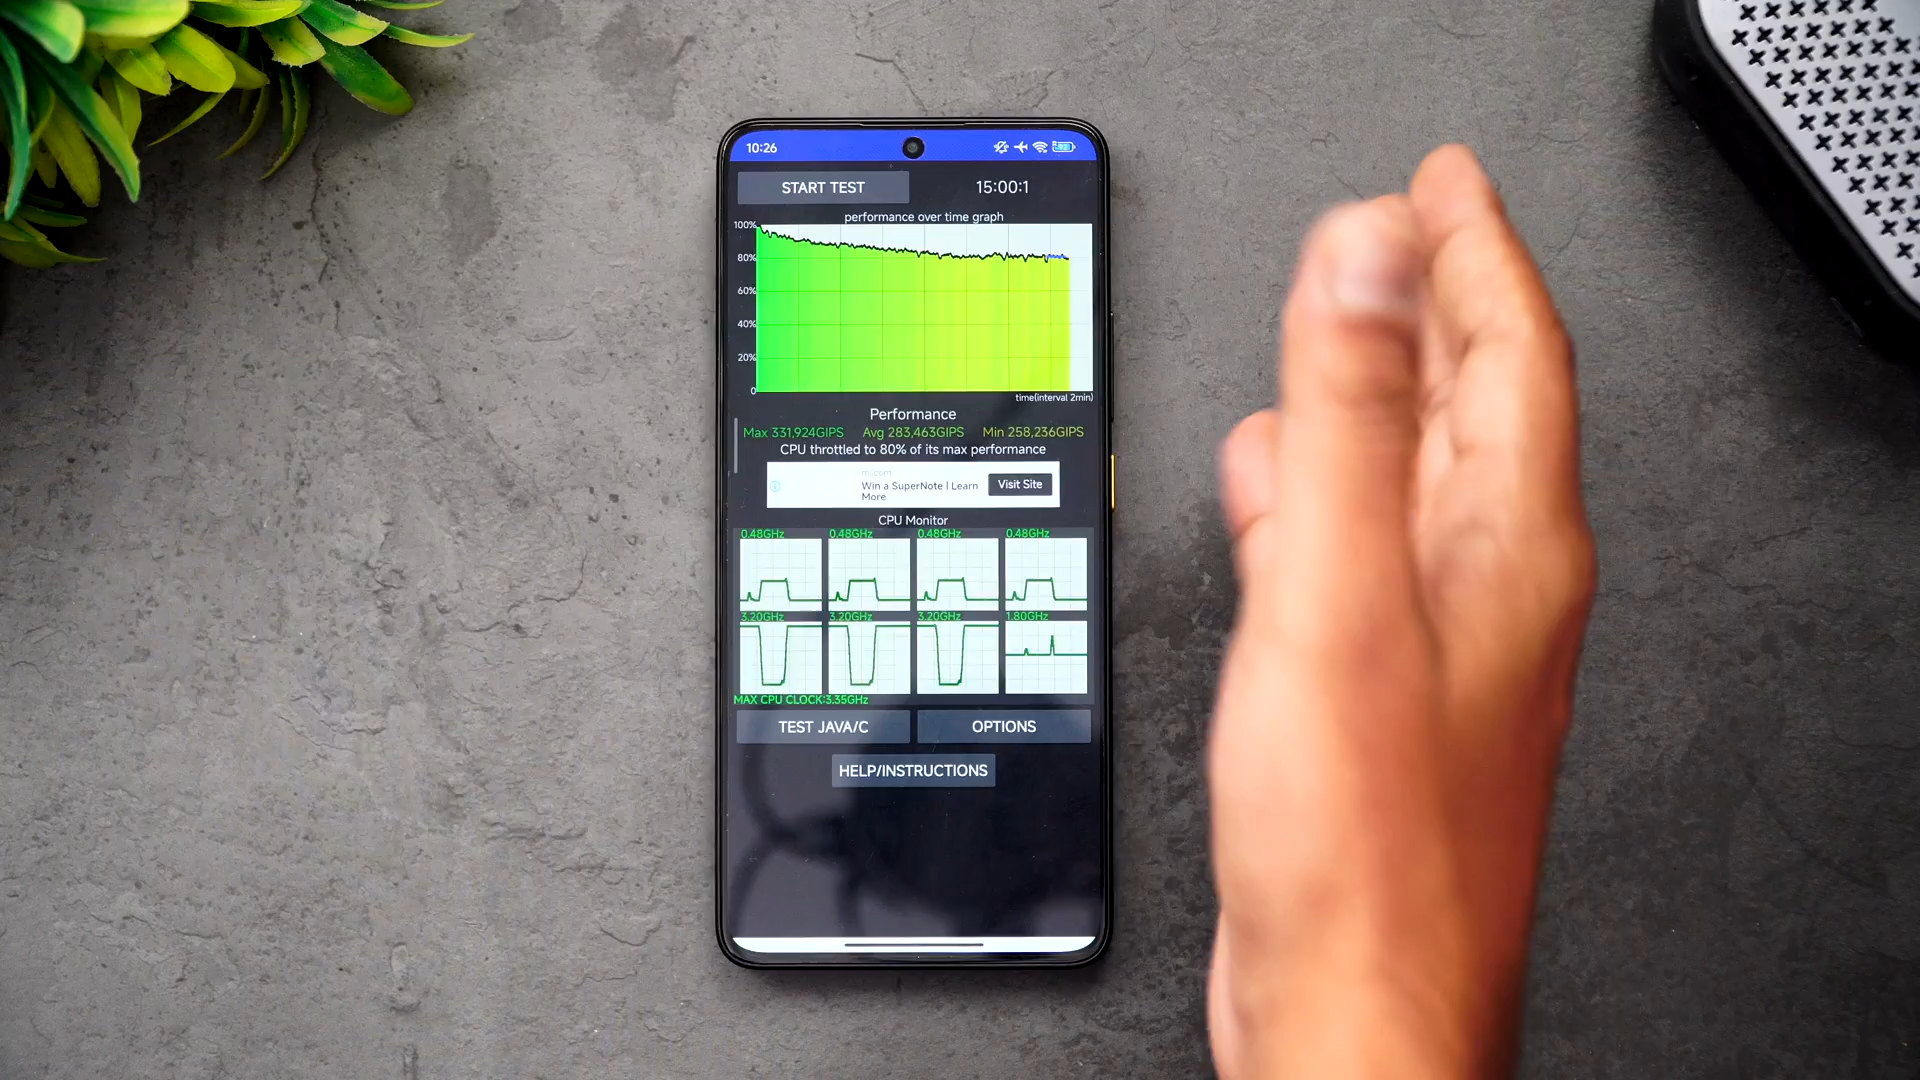 10:26
92
START TEST
15:00:1
performance over time graph
100%
80%
60%
40%
20%
0
time(interval 2min)
Performance
Max 331,924GIPS Avg 283,463GIPS Min 258,236GIPS
CPU throttled to 80% of its max performance
mi.com
Win a SuperNote | Learn
More
Visit Site
CPU Monitor
0.48GHz 0.48GHz 0.48GHz 0.48GHz
3.20GHz 3.20GHz 3.20GHz 1.80GHz
MAX CPU CLOCK:3.35GHz
TEST JAVA/C
OPTIONS
HELP/INSTRUCTIONS